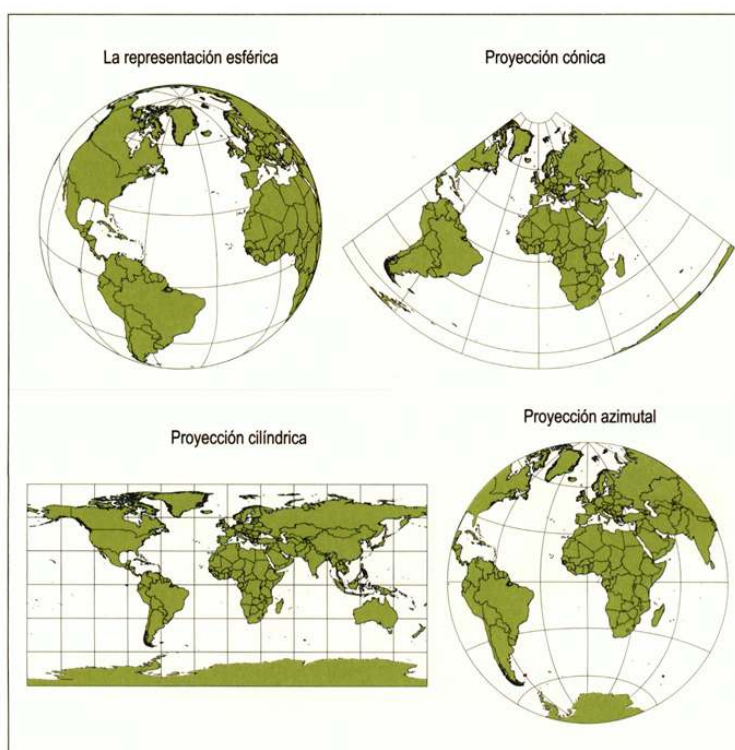 La representación esférica
Proyección cónica
Proyección cilíndrica
Proyección azimutal